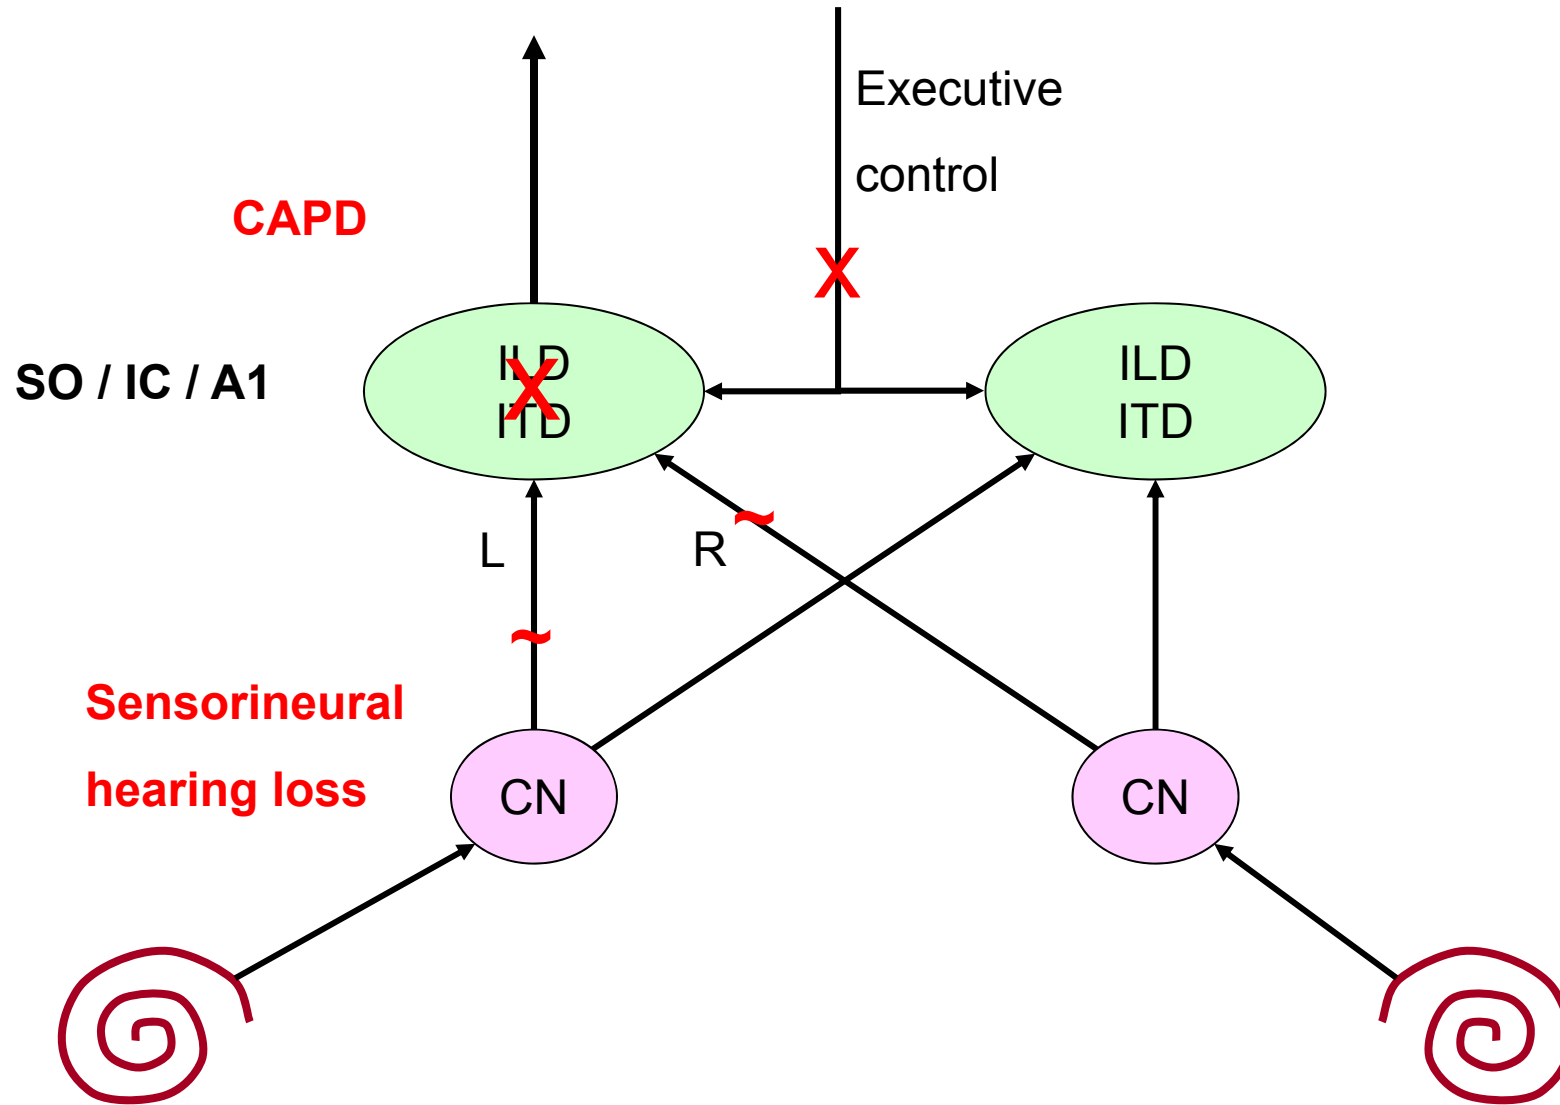 Executive
control
CAPD
X
SO / IC / A1
ILD
ITD
X
ILD
ITD
L
R
~
~
Sensorineural
hearing loss
CN
CN